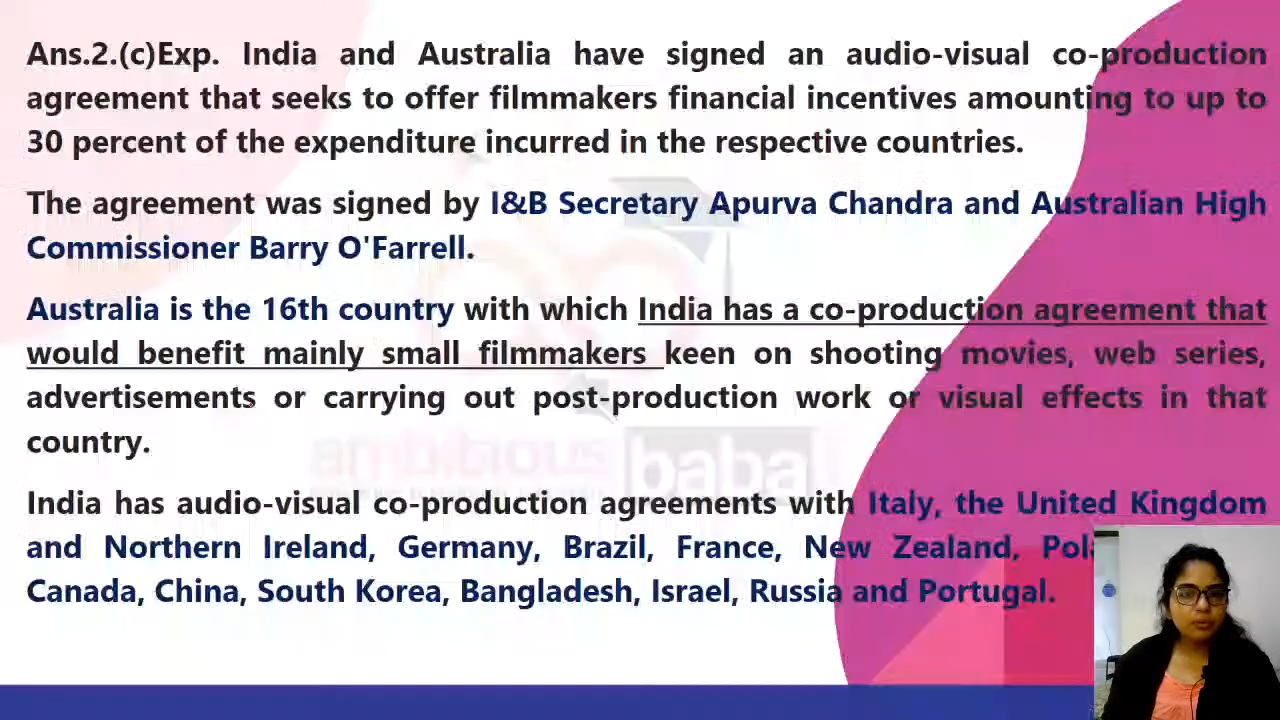 Ans.2.(c)Exp. India and Australia have signed an audio-visual co-production
agreement that seeks to offer filmmakers financial incentives amounting to up to
30 percent of the expenditure incurred in the respective countries.
The agreement was signed by I&B Secretary Apurva Chandra and Australian High
Commissioner Barry O'Farrell.
Australia is the 16th country with which India has a co-production agreement that
would benefit mainly small filmmakers keen on shooting movies, web series,
advertisements or carrying out post-production work or visual effects in that
country.
ambitious baba
India has audio-visual co-production agreements with Italy, the United Kingdom
and Northern Ireland, Germany, Brazil, France, New Zealand,
Canada, China, South Korea, Bangladesh, Israel, Russia and Portugal.